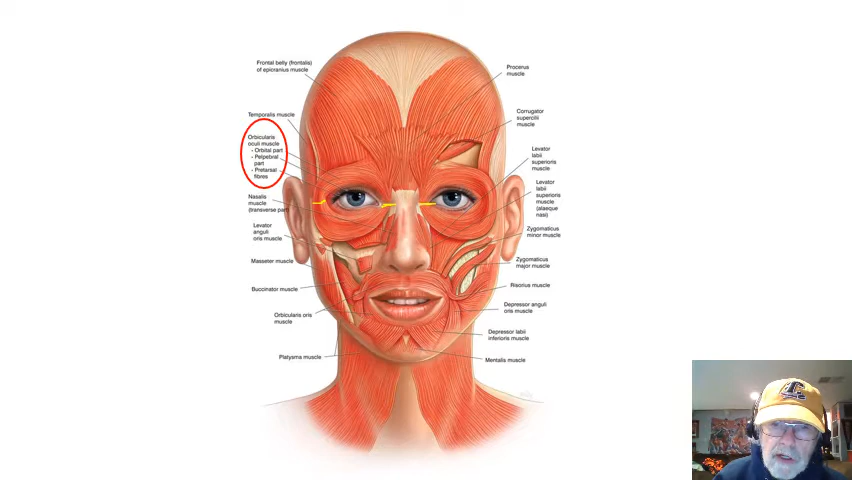 Frontal belly (frontalis)
of epicranius muscle
Temporalis muscle
Orbicularis
oculi muscle
- Orbital part
- Pelpebral
part
- Pretarsal
fibres
Nasalis
muscle
(transverse part)
Levator
anguli
oris muscle
Masseter muscle
Buccinator muscle
Orbicularis oris
muscle
Platysma muscle
Procerus
muscle
Corrugator
supercilii
muscle
Levator
labii
superioris
muscle
Levator
labii
superioris
muscle
(alaeque
nasi)
Zygomaticus
minor muscle
Zygomaticus
major muscle
Risorius muscle
Depressor anguli
oris muscle
Depressor labii
inferioris muscle
Mentalis muscle